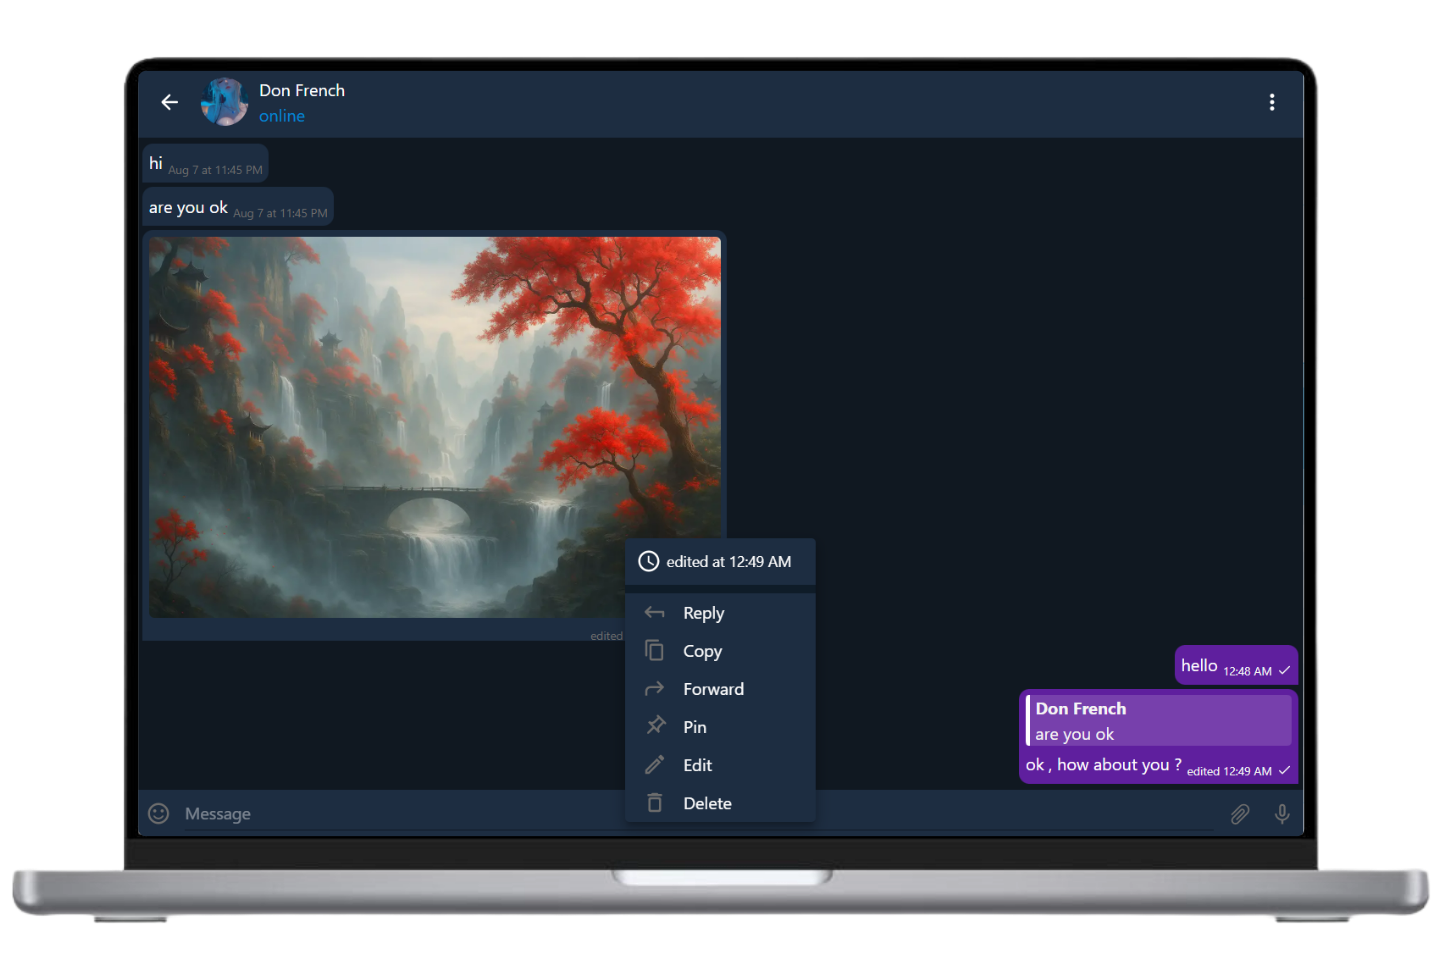 Don French
online
hi Aug 7 at 11:45 PM
are you ok Aug 7 at 11:45 PM
edited
edited at 12:49 AM
Reply
Copy
Forward
Pin
Edit
Delete
hello 12:48 AM
Don French
are you ok
ok , how about you ? edited 12:49 AM
Message